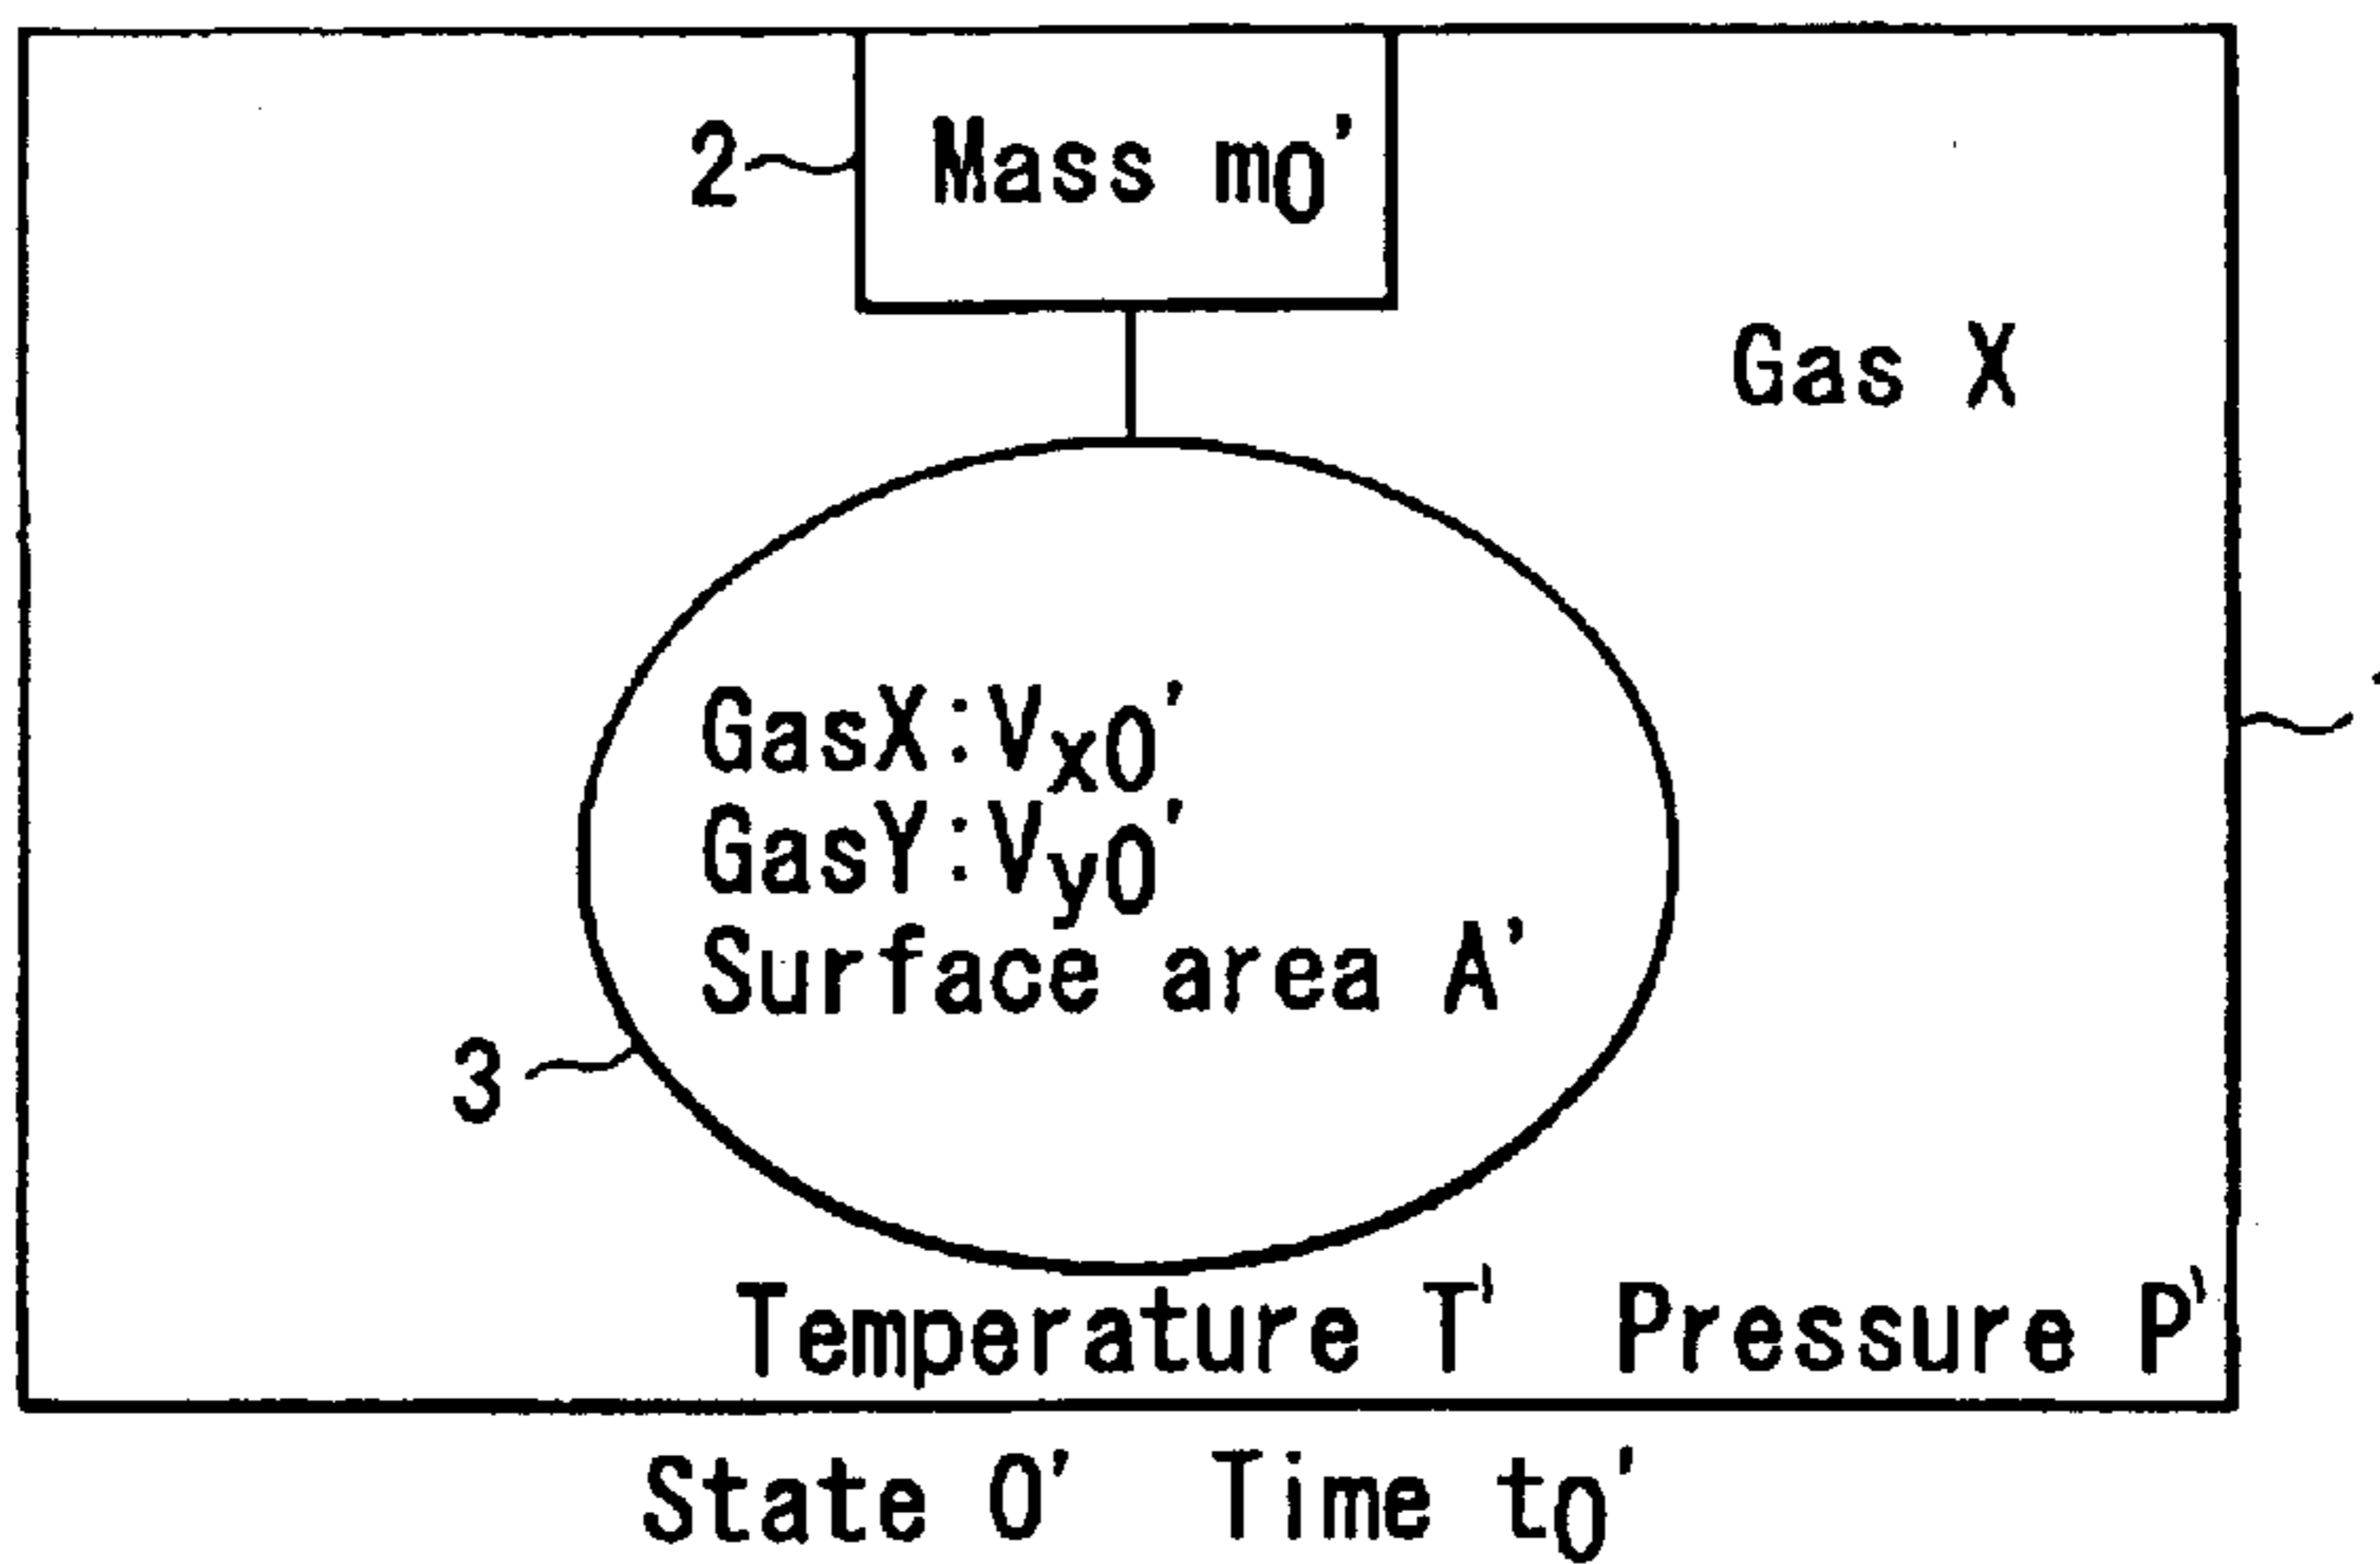 2 Mass m0'
Gas X
GasX:Vx0'
GasY:Vy0'
Surface area A'
3
Temperature T' Pressure P'
State 0' Time t0'